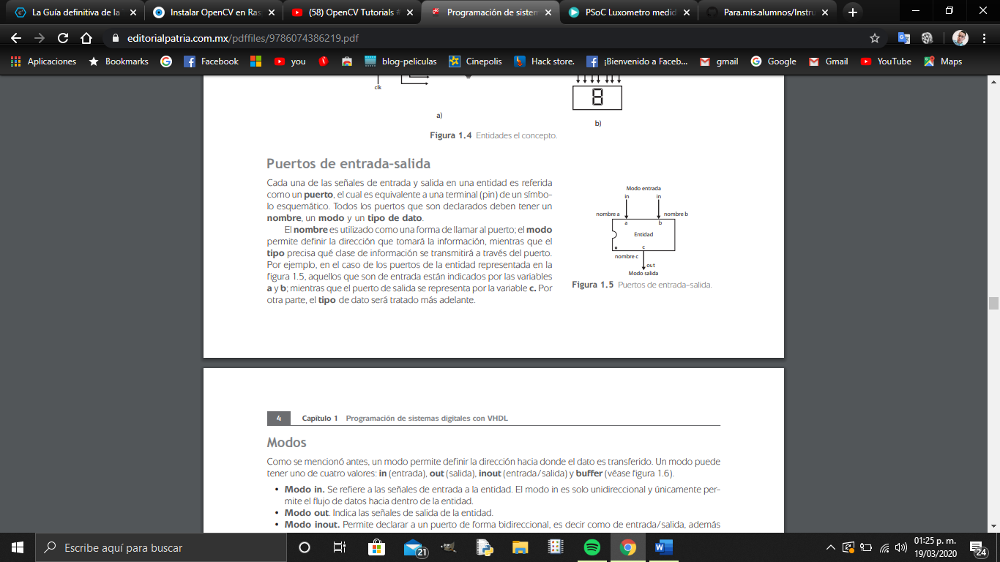 La Guía definitiva de la
Instalar OpenCV en Ras
(58) OpenCV Tutorials
Programación de sistem
PSoC Luxometro medid
Para.mis.alumnos/Instru
editorialpatria.com.mx/pdffiles/9786074386219.pdf
Aplicaciones
Bookmarks
Facebook
you
blog-peliculas
Cinepolis
Hack store.
¡Bienvenido a Faceb...
gmail
Google
Gmail
YouTube
Maps
clk
a)
b)
Figura 1.4 Entidades el concepto.
Puertos de entrada-salida
Cada una de las señales de entrada y salida en una entidad es referida
como un puerto, el cual es equivalente a una terminal (pin) de un símbo-
lo esquemático. Todos los puertos que son declarados deben tener un
nombre, un modo y un tipo de dato.
El nombre es utilizado como una forma de llamar al puerto; el modo
permite definir la dirección que tomará la información, mientras que el
tipo precisa qué clase de información se transmitirá a través del puerto.
Por ejemplo, en el caso de los puertos de la entidad representada en la
figura 1.5, aquellos que son de entrada están indicados por las variables
a y b; mientras que el puerto de salida se representa por la variable c. Por
otra parte, el tipo de dato será tratado más adelante.
Modo entrada
in in
nombre a nombre b
a b
Entidad
c
nombre c
out
Modo salida
Figura 1.5 Puertos de entrada-salida.
4 Capítulo 1 Programación de sistemas digitales con VHDL
Modos
Como se mencionó antes, un modo permite definir la dirección hacia donde el dato es transferido. Un modo puede
tener uno de cuatro valores: in (entrada), out (salida), inout (entrada/salida) y buffer (véase figura 1.6).
• Modo in. Se refiere a las señales de entrada a la entidad. El modo in es solo unidireccional y únicamente per-
mite el flujo de datos hacia dentro de la entidad.
• Modo out. Indica las señales de salida de la entidad.
• Modo inout. Permite declarar a un puerto de forma bidireccional, es decir como de entrada/salida, además
Escribe aquí para buscar
21
01:25 p. m.
19/03/2020
24